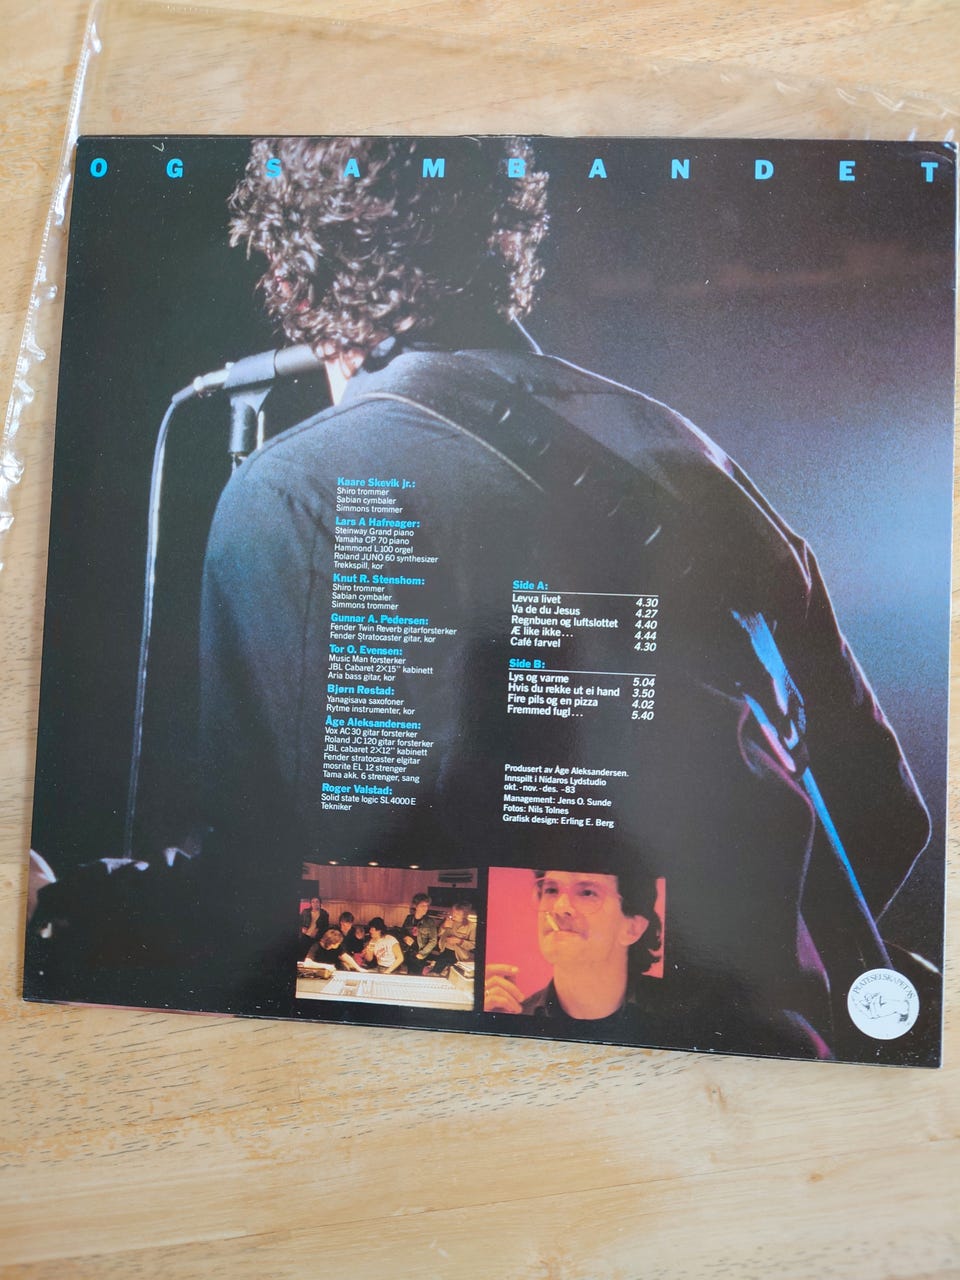 OG SAMBANDET
Kaare Skevik Jr.:
Shiro trommer
Sabian cymbaler
Simmons trommer
Lars A Hafreager:
Steinway Grand piano
Yamaha CP 70 piano
Hammond L 100 orgel
Roland JUNO 60 synthesizer
Trekkspill, kor
Knut R. Stenshom:
Shiro trommer
Sabian cymbaler
Simmons trommer
Gunnar A. Pedersen:
Fender Twin Reverb gitarforsterker
Fender Stratocaster gitar, kor
Tor O. Evensen:
Music Man forsterker
JBL Cabaret 2×15" kabinett
Aria bass gitar, kor
Bjørn Røstad:
Yanagisava saxofoner
Rytme instrumenter, kor
Åge Aleksandersen:
Vox AC 30 gitar forsterker
Roland JC 120 gitar forsterker
JBL cabaret 2×12" kabinett
Fender stratocaster elgitar
mosrite EL 12 strenger
Tama akk. 6 strenger, sang
Roger Valstad:
Solid state logic SL 4000 E
Tekniker
Side A:
Levva livet 4.30
Va de du Jesus 4.27
Regnbuen og luftslottet 4.40
Æ like ikke... 4.44
Café farvel 4.30
Side B:
Lys og varme 5.04
Hvis du rekke ut ei hand 3.50
Fire pils og en pizza 4.02
Fremmed fugl... 5.40
Produsert av Åge Aleksandersen.
Innspilt i Nidaros Lydstudio
okt.-nov.-des. -83
Management: Jens O. Sunde
Fotos: Nils Tolnes
Grafisk design: Erling E. Berg
PLATESELSKAPET AS